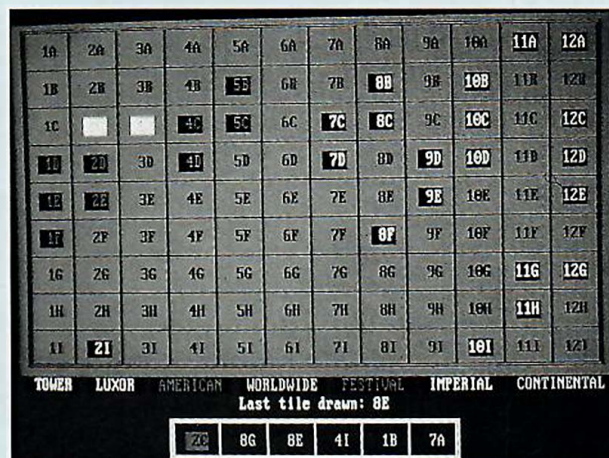 1A 2A 3A 4A 5A 6A 7A 8A 9A 10A 11A 12A
1B 2B 3B 4B 5B 6B 7B 8B 9B 10B 11B 12B
1C 4C 5C 6C 7C 8C 9C 10C 11C 12C
1D 2D 3D 4D 5D 6D 7D 8D 9D 10D 11D 12D
1E 2E 3E 4E 5E 6E 7E 8E 9E 10E 11E 12E
1F 2F 3F 4F 5F 6F 7F 8F 9F 10F 11F 12F
1G 2G 3G 4G 5G 6G 7G 8G 9G 10G 11G 12G
1H 2H 3H 4H 5H 6H 7H 8H 9H 10H 11H 12H
1I 2I 3I 4I 5I 6I 7I 8I 9I 10I 11I 12I
TOWER LUXOR AMERICAN WORLDWIDE FESTIVAL IMPERIAL CONTINENTAL
Last tile drawn: 8E
2C 8G 8E 4I 1B 7A